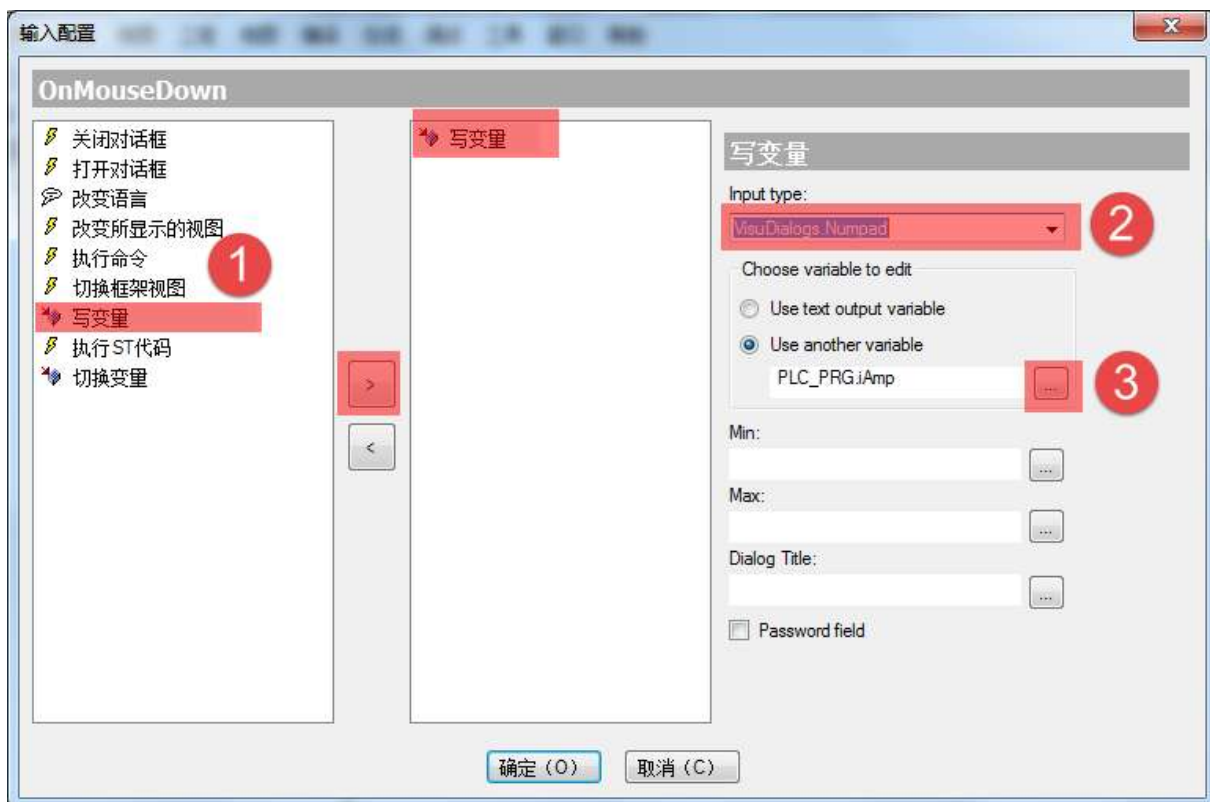 输入配置
OnMouseDown
关闭对话框
打开对话框
改变语言
改变所显示的视图
执行命令
切换框架视图
写变量
执行ST代码
切换变量
1
>
<
写变量
写变量
Input type:
VisuDialogs.Numpad
2
Choose variable to edit
Use text output variable
Use another variable
PLC_PRG.iAmp
...
3
Min:
...
Max:
...
Dialog Title:
...
Password field
确定 (O)
取消 (C)